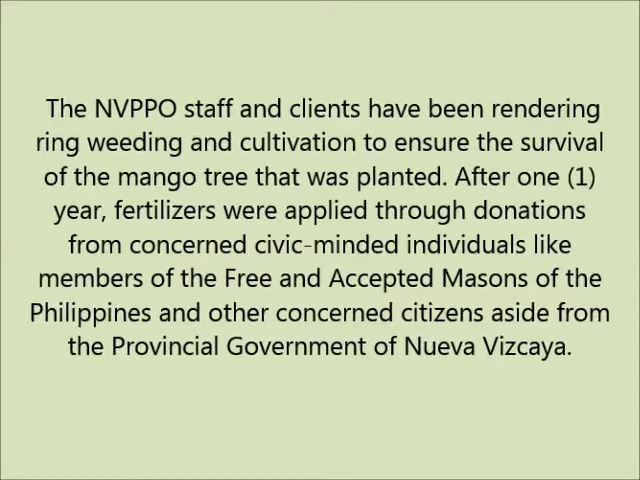 The NVPPO staff and clients have been rendering
ring weeding and cultivation to ensure the survival
of the mango tree that was planted. After one (1)
year, fertilizers were applied through donations
from concerned civic-minded individuals like
members of the Free and Accepted Masons of the
Philippines and other concerned citizens aside from
the Provincial Government of Nueva Vizcaya.